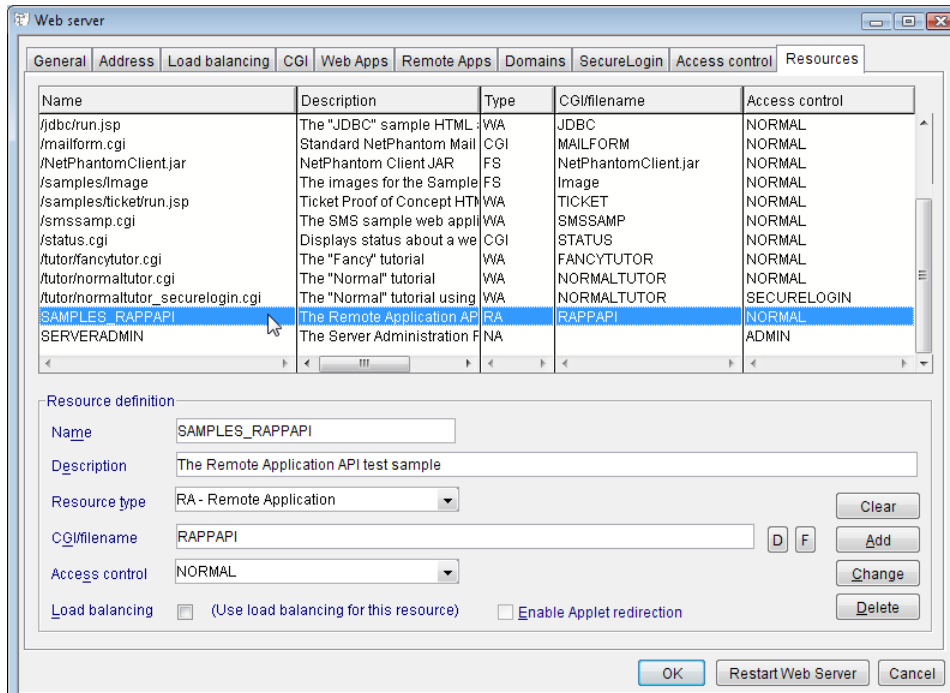 Web server
General Address Load balancing CGI Web Apps Remote Apps Domains SecureLogin Access control Resources
Name Description Type CGI/filename Access control
/jdbc/run.jsp The "JDBC" sample HTML WA JDBC NORMAL
/mailform.cgi Standard NetPhantom Mail CGI MAILFORM NORMAL
/NetPhantomClient.jar NetPhantom Client JAR FS NetPhantomClient.jar NORMAL
/samples/Image The images for the Sample FS Image NORMAL
/samples/ticket/run.jsp Ticket Proof of Concept HTM WA TICKET NORMAL
/smssamp.cgi The SMS sample web appli WA SMSSAMP NORMAL
/status.cgi Displays status about a we CGI STATUS NORMAL
/tutor/fancytutor.cgi The "Fancy" tutorial WA FANCYTUTOR NORMAL
/tutor/normaltutor.cgi The "Normal" tutorial WA NORMALTUTOR NORMAL
/tutor/normaltutor_securelogin.cgi The "Normal" tutorial using WA NORMALTUTOR SECURELOGIN
SAMPLES_RAPPAPI The Remote Application AP RA RAPPAPI NORMAL
SERVERADMIN The Server Administration P NA ADMIN
Resource definition
Name SAMPLES_RAPPAPI
Description The Remote Application API test sample
Resource type RA - Remote Application
Clear
CGI/filename RAPPAPI D F Add
Access control NORMAL
Change
Load balancing (Use load balancing for this resource) Enable Applet redirection Delete
OK Restart Web Server Cancel